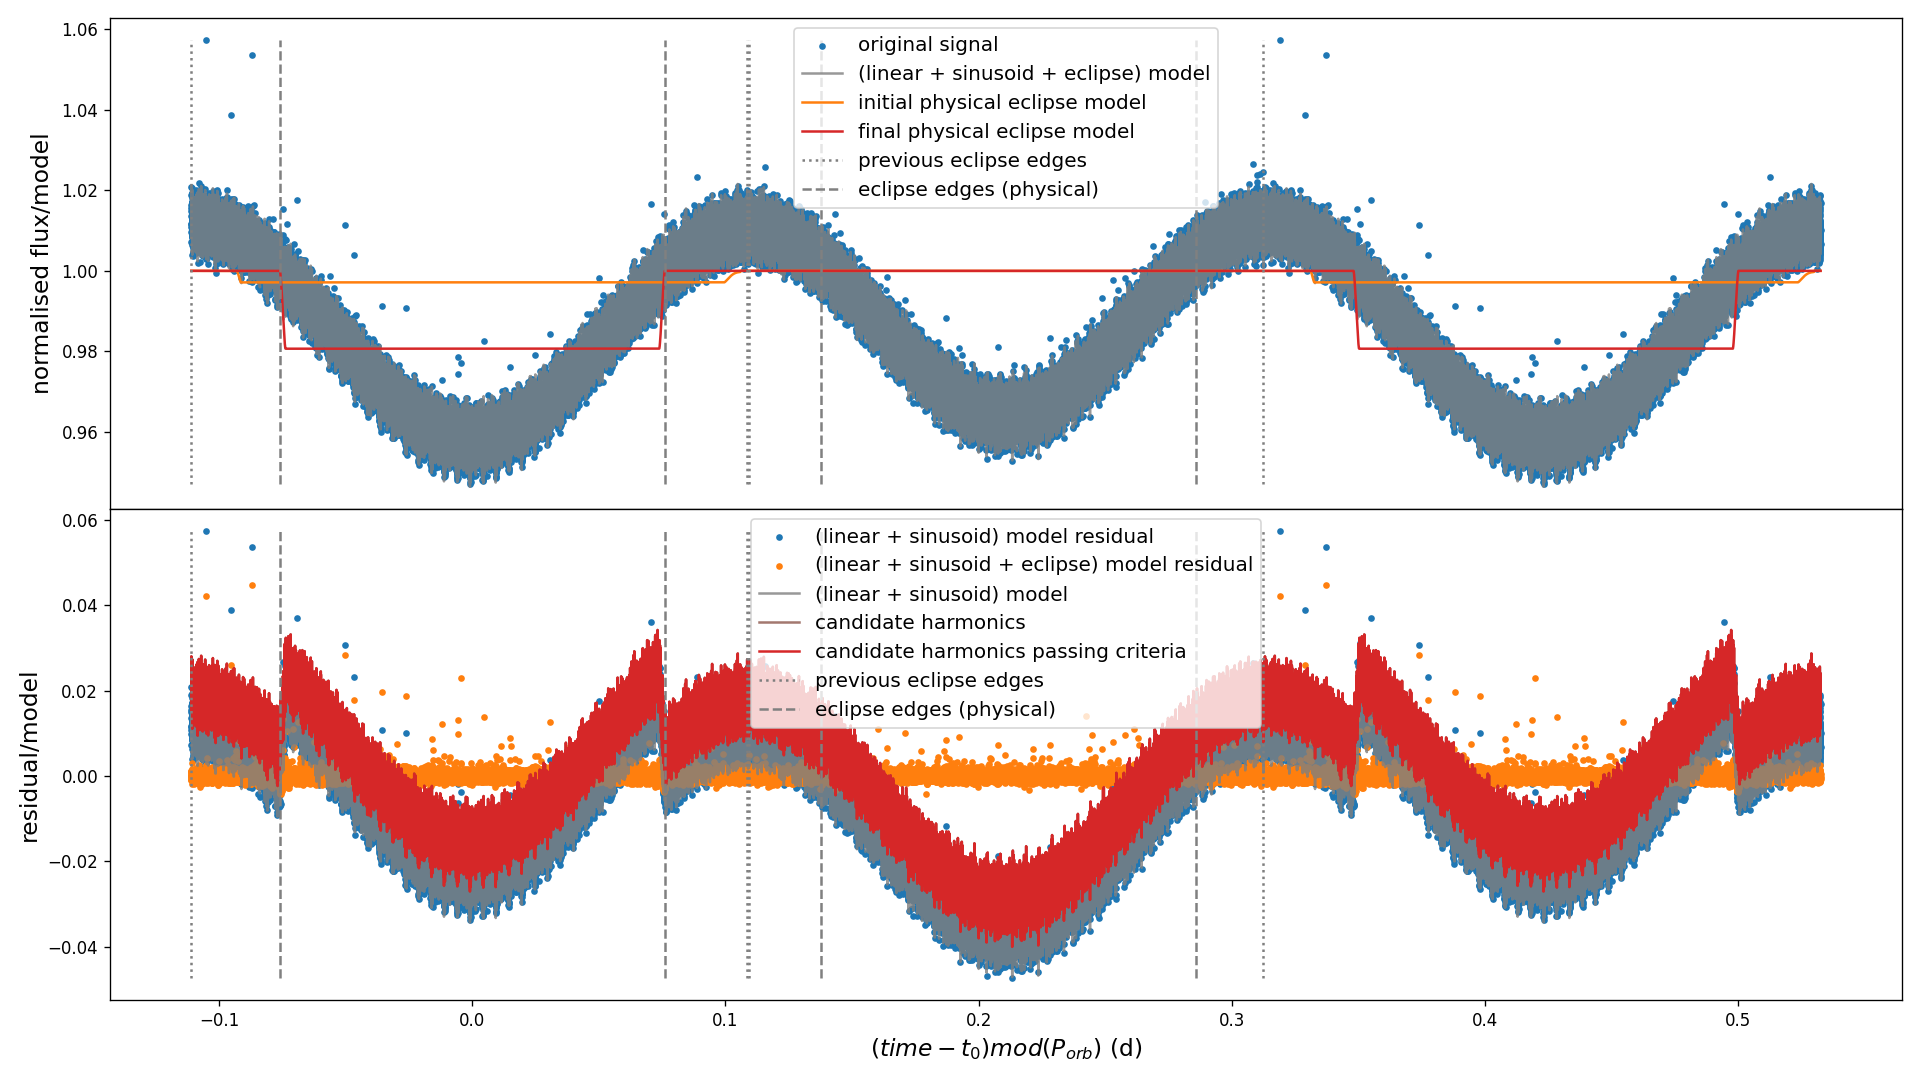 1.06
1.04
1.02
1.00
0.98
0.96
normalised flux/model
original signal
(linear + sinusoid + eclipse) model
initial physical eclipse model
final physical eclipse model
previous eclipse edges
eclipse edges (physical)
0.06
0.04
0.02
0.00
−0.02
−0.04
residual/model
(linear + sinusoid) model residual
(linear + sinusoid + eclipse) model residual
(linear + sinusoid) model
candidate harmonics
candidate harmonics passing criteria
previous eclipse edges
eclipse edges (physical)
−0.1 0.0 0.1 0.2 0.3 0.4 0.5
(time − t₀)mod(Pₒᵣb) (d)